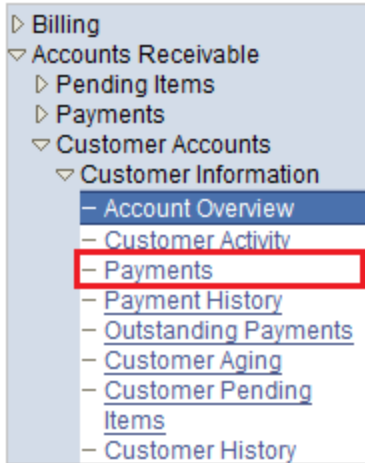 Billing
Accounts Receivable
Pending Items
Payments
Customer Accounts
Customer Information
– Account Overview
– Customer Activity
– Payments
– Payment History
– Outstanding Payments
– Customer Aging
– Customer Pending
Items
– Customer History